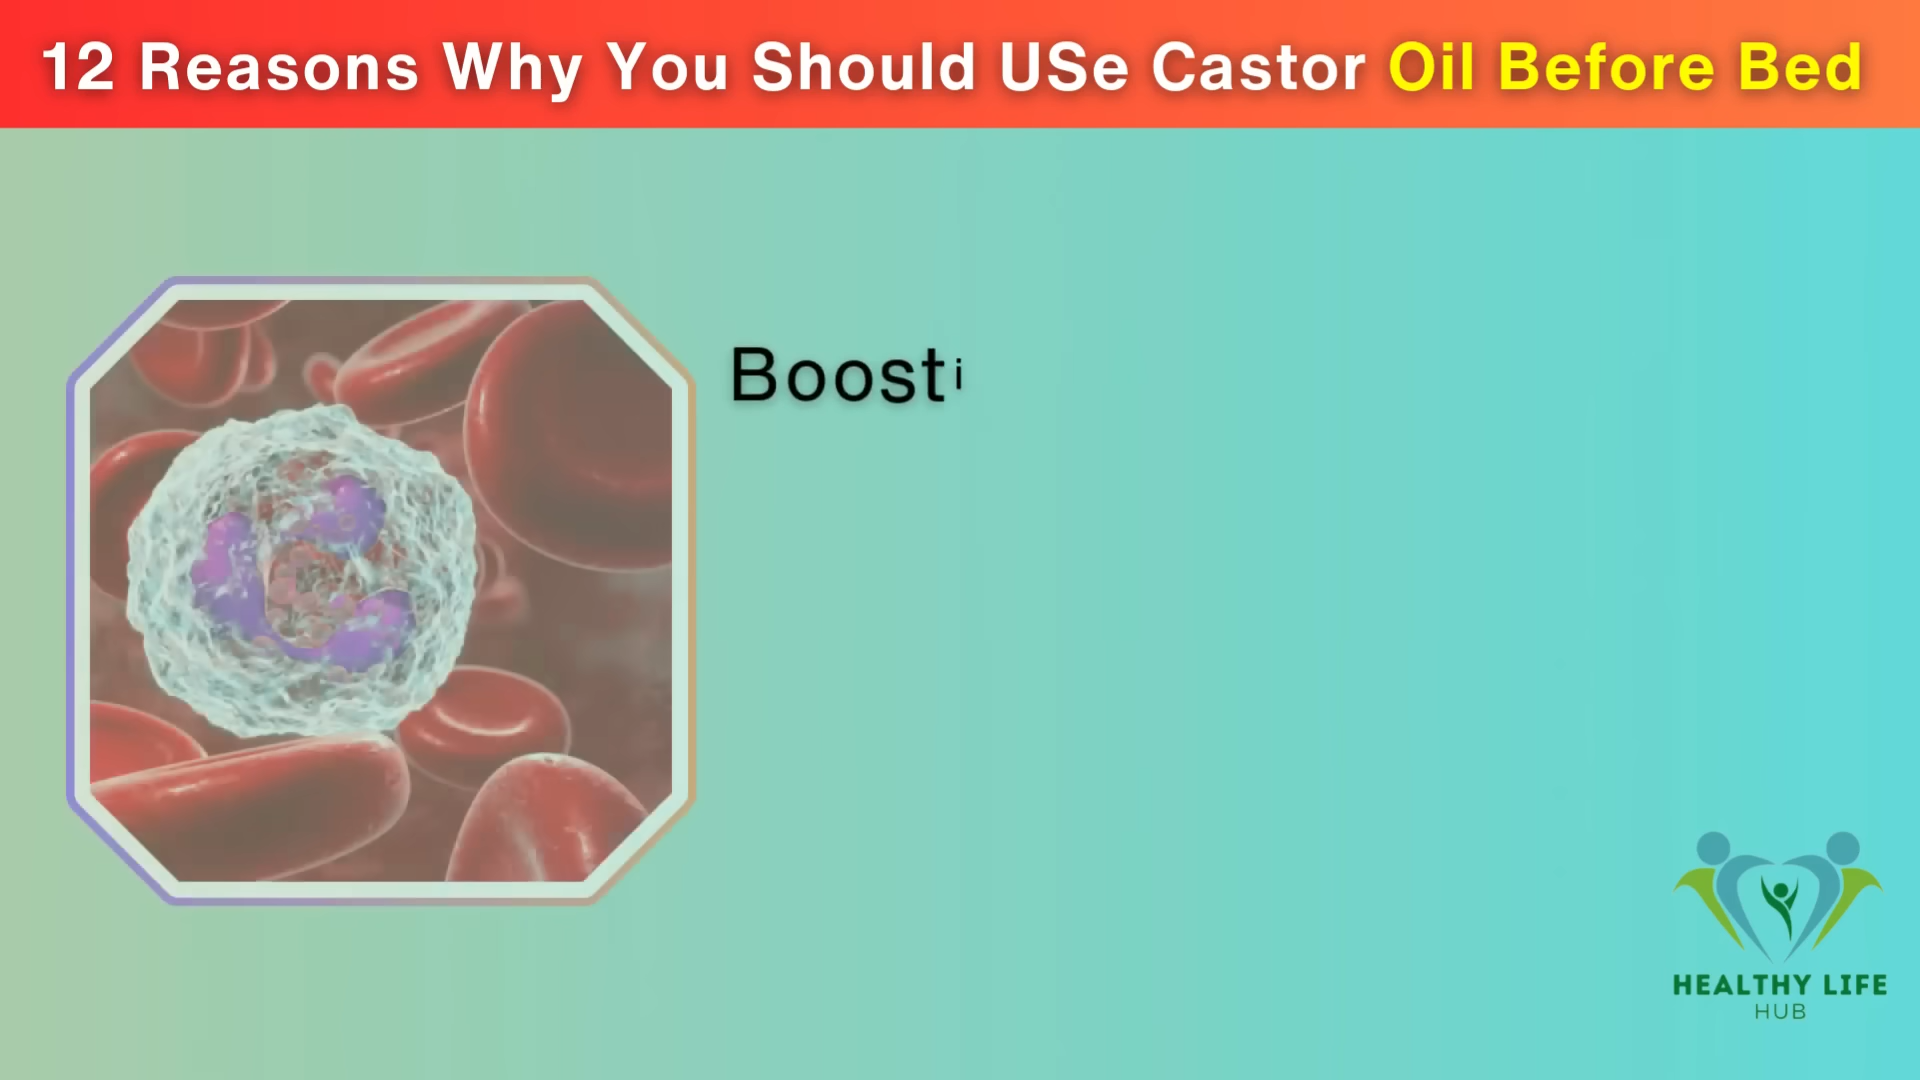 12 Reasons Why You Should USe Castor Oil Before Bed
Boosti
HEALTHY LIFE
HUB